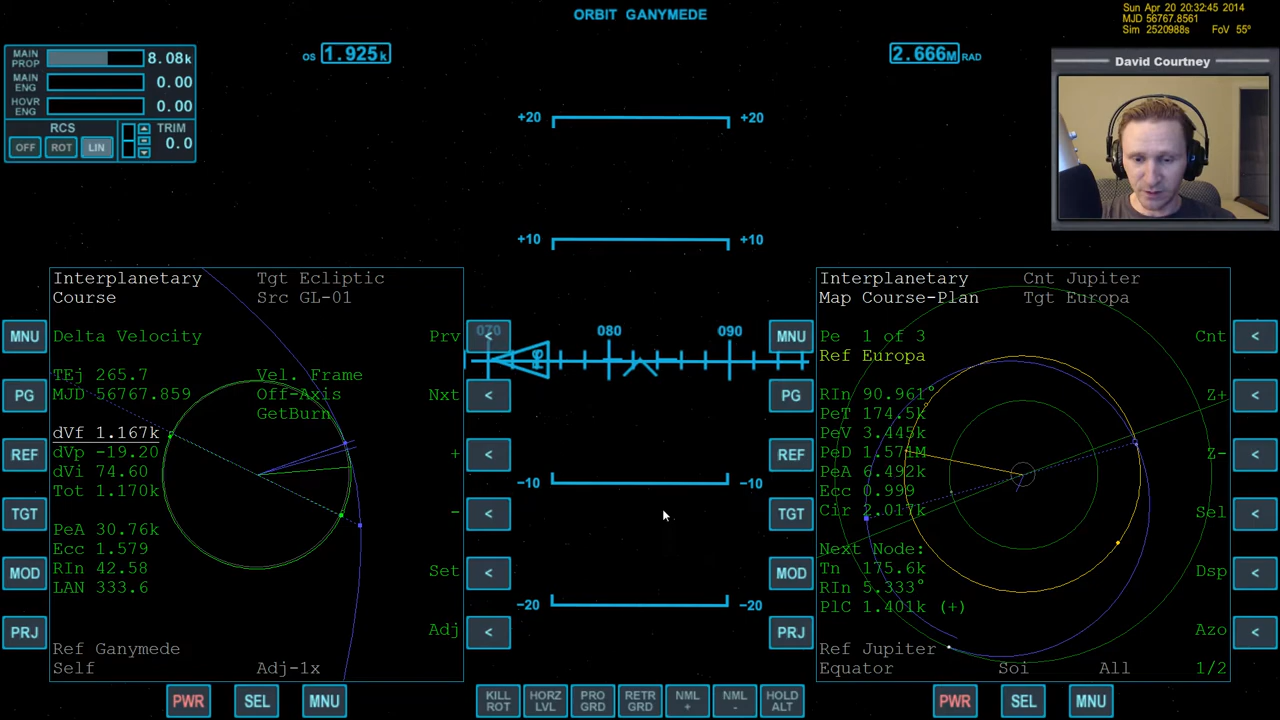 ORBIT GANYMEDE
Sun Apr 20 20:32:45 2014
MJD 56767.8561
Sim 2520988s FoV 55°
MAIN PROP 8.08k
MAIN ENG 0.00
HOVR ENG 0.00
RCS
TRIM
OFF ROT LIN 0.0
OS 1.925k
2.666M RAD
David Courtney
+20 +20
+10 +10
070 080 090
PG
-10 -10
-20 -20
Interplanetary Tgt Ecliptic
Course Src GL-01
Delta Velocity
TEj 265.7 Vel. Frame
MJD 56767.859 Off-Axis
GetBurn
dVf 1.167k
dVp -19.20
dVi 74.60
Tot 1.170k
PeA 30.76k
Ecc 1.579
RIn 42.58
LAN 333.6
Ref Ganymede
Self Adj-1x
MNU
PG
REF
TGT
MOD
PRJ
Prv <
Nxt <
+ <
- <
Set <
Adj <
PWR SEL MNU
Interplanetary Cnt Jupiter
Map Course-Plan Tgt Europa
Pe 1 of 3
Ref Europa
RIn 90.961°
PeT 174.5k
PeV 3.445k
PeD 1.571M
PeA 6.492k
Ecc 0.999
Cir 2.017k
Next Node:
Tn 175.6k
RIn 5.333°
PlC 1.401k (+)
Ref Jupiter
Equator Soi All 1/2
MNU
PG
REF
TGT
MOD
PRJ
Cnt <
Z+ <
Z- <
Sel <
Dsp <
Azo <
PWR SEL MNU
KILL ROT
HORZ LVL
PRO GRD
RETR GRD
NML +
NML -
HOLD ALT